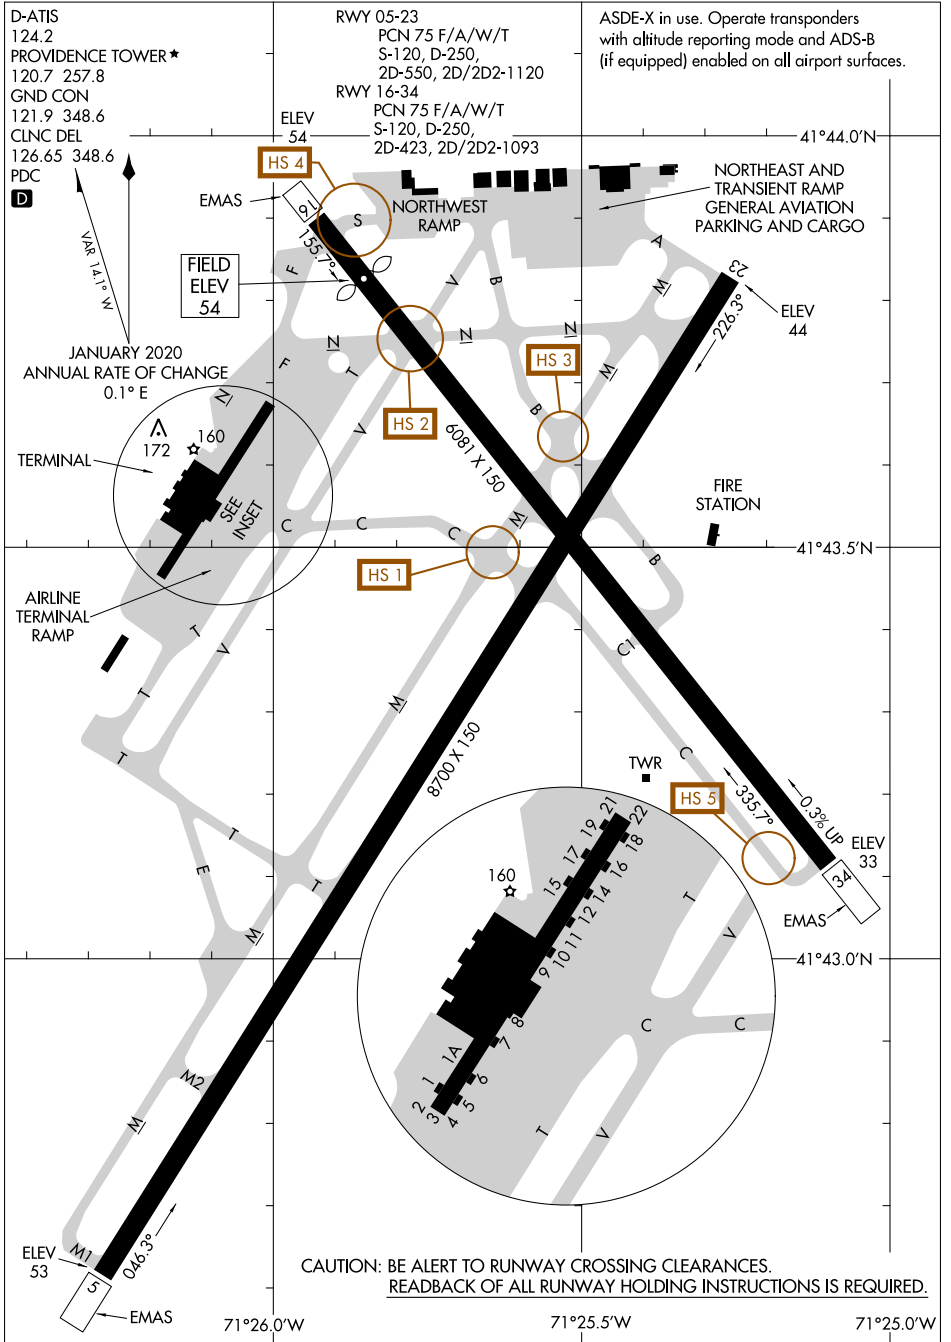 D-ATIS
124.2
PROVIDENCE TOWER★
120.7 257.8
GND CON
121.9 348.6
CLNC DEL
126.65 348.6
PDC
D
RWY 05-23
PCN 75 F/A/W/T
S-120, D-250,
2D-550, 2D/2D2-1120
RWY 16-34
PCN 75 F/A/W/T
S-120, D-250,
2D-423, 2D/2D2-1093
ASDE-X in use. Operate transponders
with altitude reporting mode and ADS-B
(if equipped) enabled on all airport surfaces.
ELEV
54
41°44.0'N
HS 4
EMAS
16
S
NORTHWEST
RAMP
NORTHEAST AND
TRANSIENT RAMP
GENERAL AVIATION
PARKING AND CARGO
VAR 14.1° W
155.7°
F
V
B
A
M
23
FIELD
ELEV
54
ELEV
44
226.3°
JANUARY 2020
ANNUAL RATE OF CHANGE
0.1° E
N
N
N
F
T
HS 3
M
N
B
HS 2
V
172
160
6081 X 150
TERMINAL
SEE
INSET
FIRE
STATION
C
C
C
M
41°43.5'N
HS 1
B
AIRLINE
TERMINAL
RAMP
T
V
C1
T
M
T
8700 X 150
C
TWR
HS 5
335.7°
0.3% UP
ELEV
33
34
EMAS
T
E
T
M
41°43.0'N
21
22
19
18
17
16
15
14
12
11
10
9
160
8
7
1A
6
5
1
2
3
4
T
V
C
C
T
V
M2
M
M1
046.3°
ELEV
53
5
EMAS
CAUTION: BE ALERT TO RUNWAY CROSSING CLEARANCES.
READBACK OF ALL RUNWAY HOLDING INSTRUCTIONS IS REQUIRED.
71°26.0'W
71°25.5'W
71°25.0'W